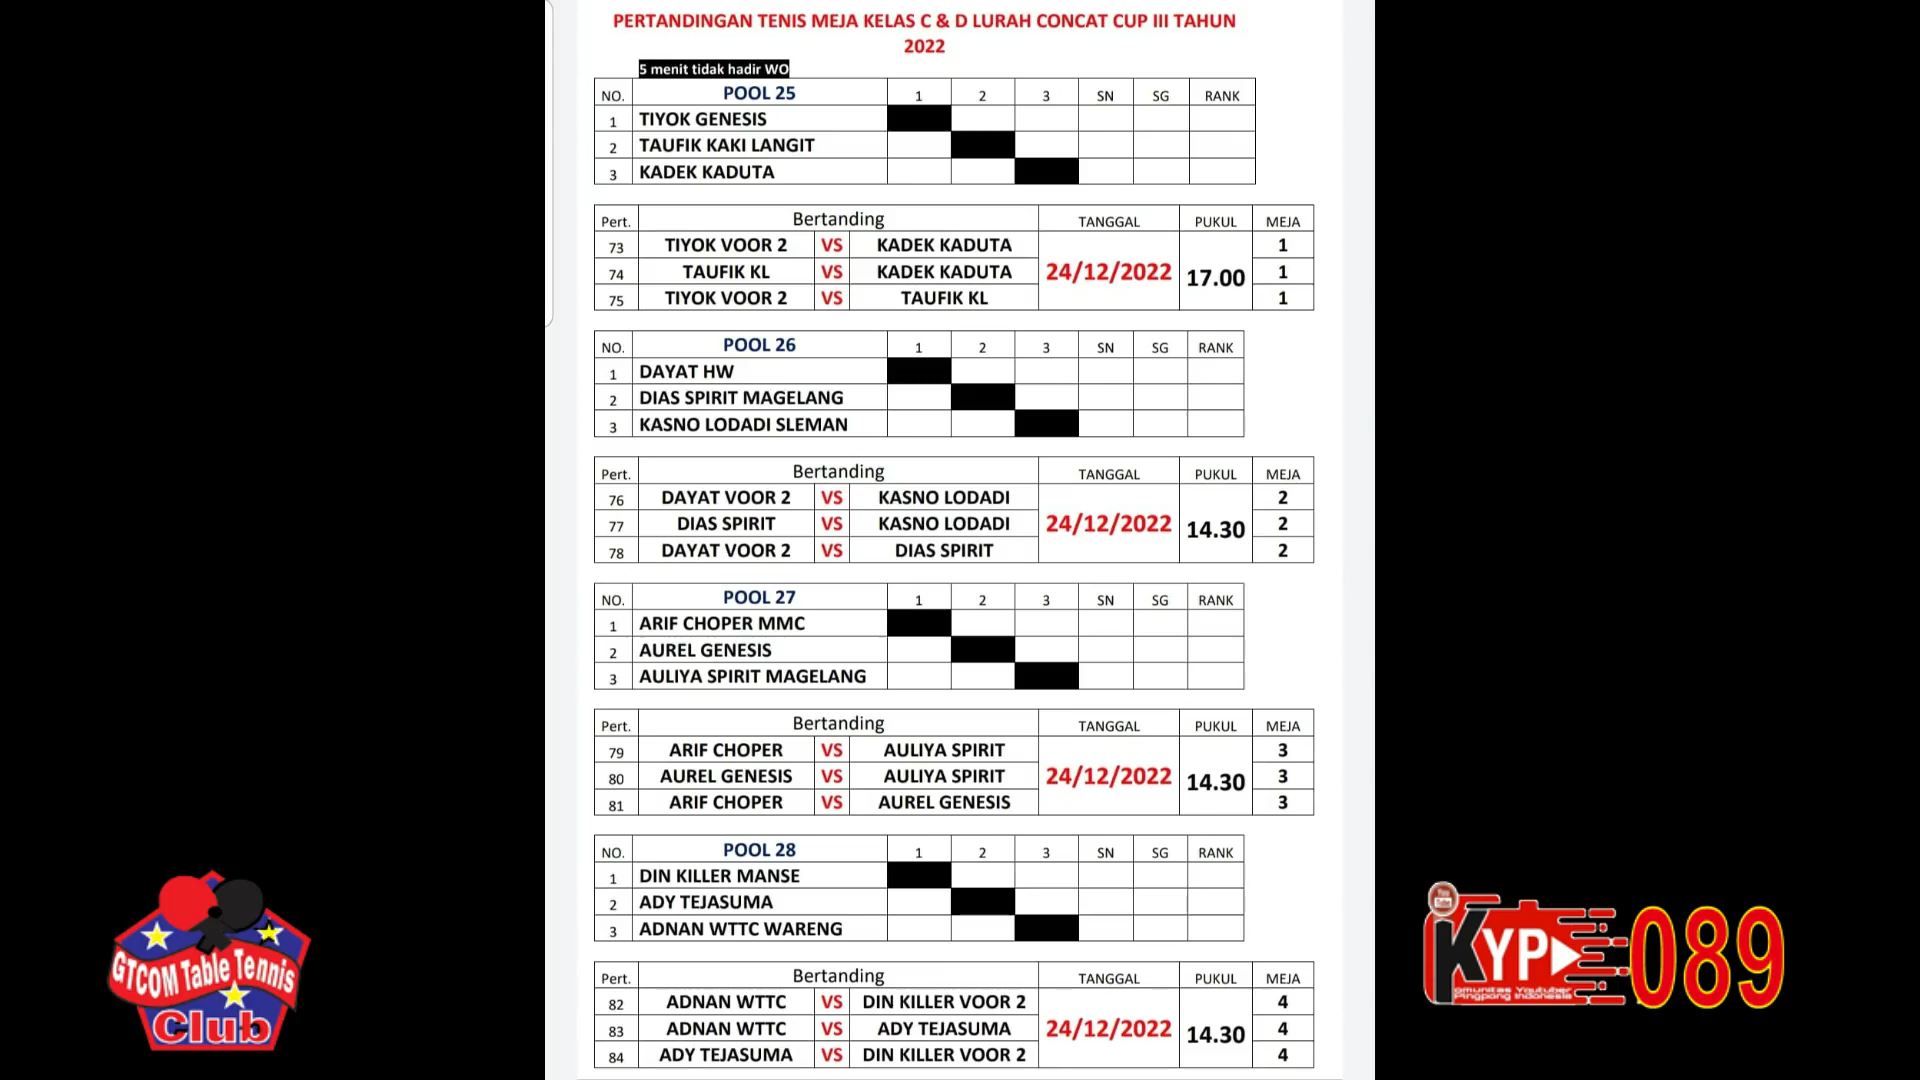 PERTANDINGAN TENIS MEJA KELAS C & D LURAH CONCAT CUP III TAHUN
2022
5 menit tidak hadir WO
NO. POOL 25 1 2 3 SN SG RANK
1 TIYOK GENESIS
2 TAUFIK KAKI LANGIT
3 KADEK KADUTA
Pert. Bertanding TANGGAL PUKUL MEJA
73 TIYOK VOOR 2 VS KADEK KADUTA 1
74 TAUFIK KL VS KADEK KADUTA 24/12/2022 17.00 1
75 TIYOK VOOR 2 VS TAUFIK KL 1
NO. POOL 26 1 2 3 SN SG RANK
1 DAYAT HW
2 DIAS SPIRIT MAGELANG
3 KASNO LODADI SLEMAN
Pert. Bertanding TANGGAL PUKUL MEJA
76 DAYAT VOOR 2 VS KASNO LODADI 2
77 DIAS SPIRIT VS KASNO LODADI 24/12/2022 14.30 2
78 DAYAT VOOR 2 VS DIAS SPIRIT 2
NO. POOL 27 1 2 3 SN SG RANK
1 ARIF CHOPER MMC
2 AUREL GENESIS
3 AULIYA SPIRIT MAGELANG
Pert. Bertanding TANGGAL PUKUL MEJA
79 ARIF CHOPER VS AULIYA SPIRIT 3
80 AUREL GENESIS VS AULIYA SPIRIT 24/12/2022 14.30 3
81 ARIF CHOPER VS AUREL GENESIS 3
NO. POOL 28 1 2 3 SN SG RANK
1 DIN KILLER MANSE
2 ADY TEJASUMA
3 ADNAN WTTC WARENG
Pert. Bertanding TANGGAL PUKUL MEJA
82 ADNAN WTTC VS DIN KILLER VOOR 2 4
83 ADNAN WTTC VS ADY TEJASUMA 24/12/2022 14.30 4
84 ADY TEJASUMA VS DIN KILLER VOOR 2 4
GTCOM Table Tennis
Club
You
Tube
KYP 089
omunitas Youtuber
Pingpong Indonesia